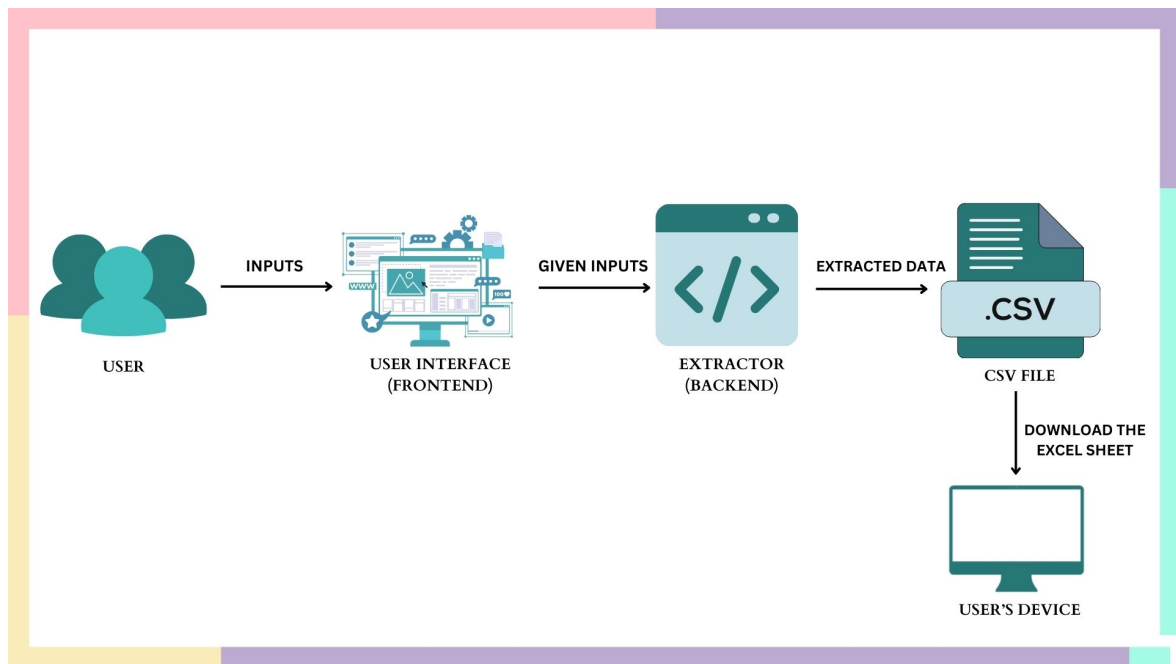 INPUTS
GIVEN INPUTS
EXTRACTED DATA
WWW
.CSV
USER
USER INTERFACE
(FRONTEND)
EXTRACTOR
(BACKEND)
CSV FILE
DOWNLOAD THE
EXCEL SHEET
USER'S DEVICE